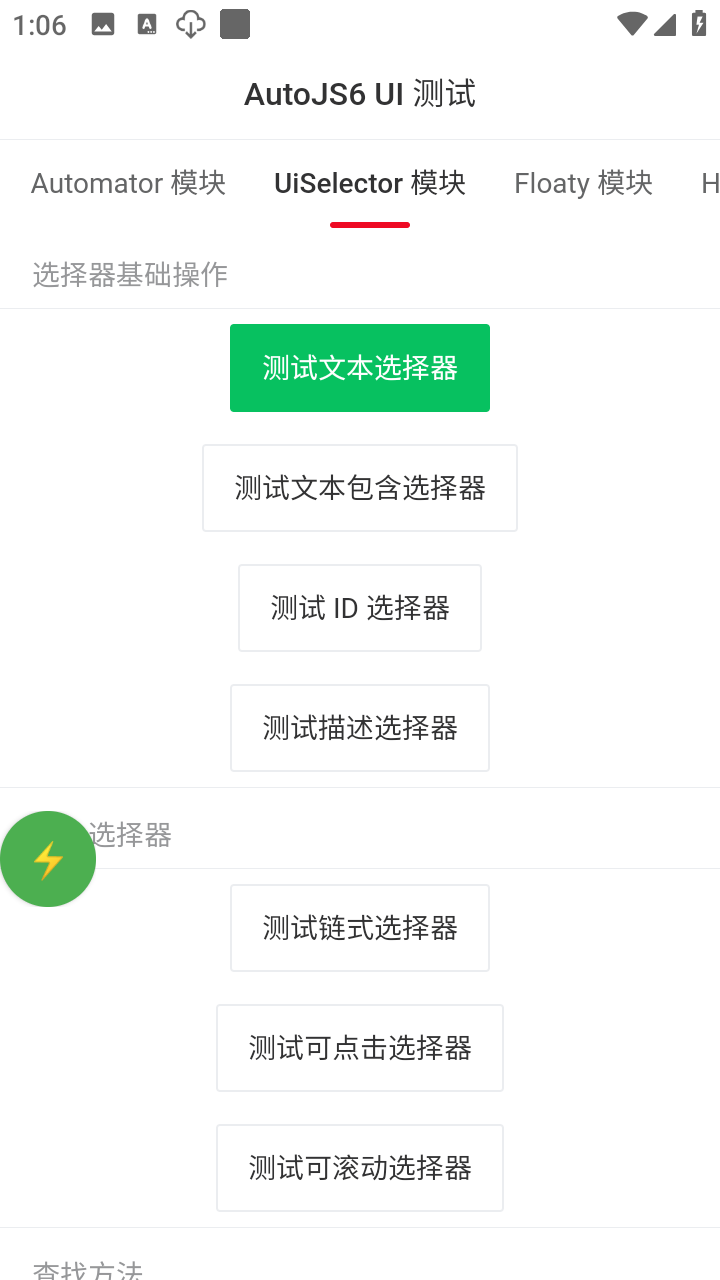 1:06
AutoJS6 UI 测试
Automator 模块 UiSelector 模块 Floaty 模块 H
选择器基础操作
测试文本选择器
测试文本包含选择器
测试 ID 选择器
测试描述选择器
选择器
测试链式选择器
测试可点击选择器
测试可滚动选择器
查找方法